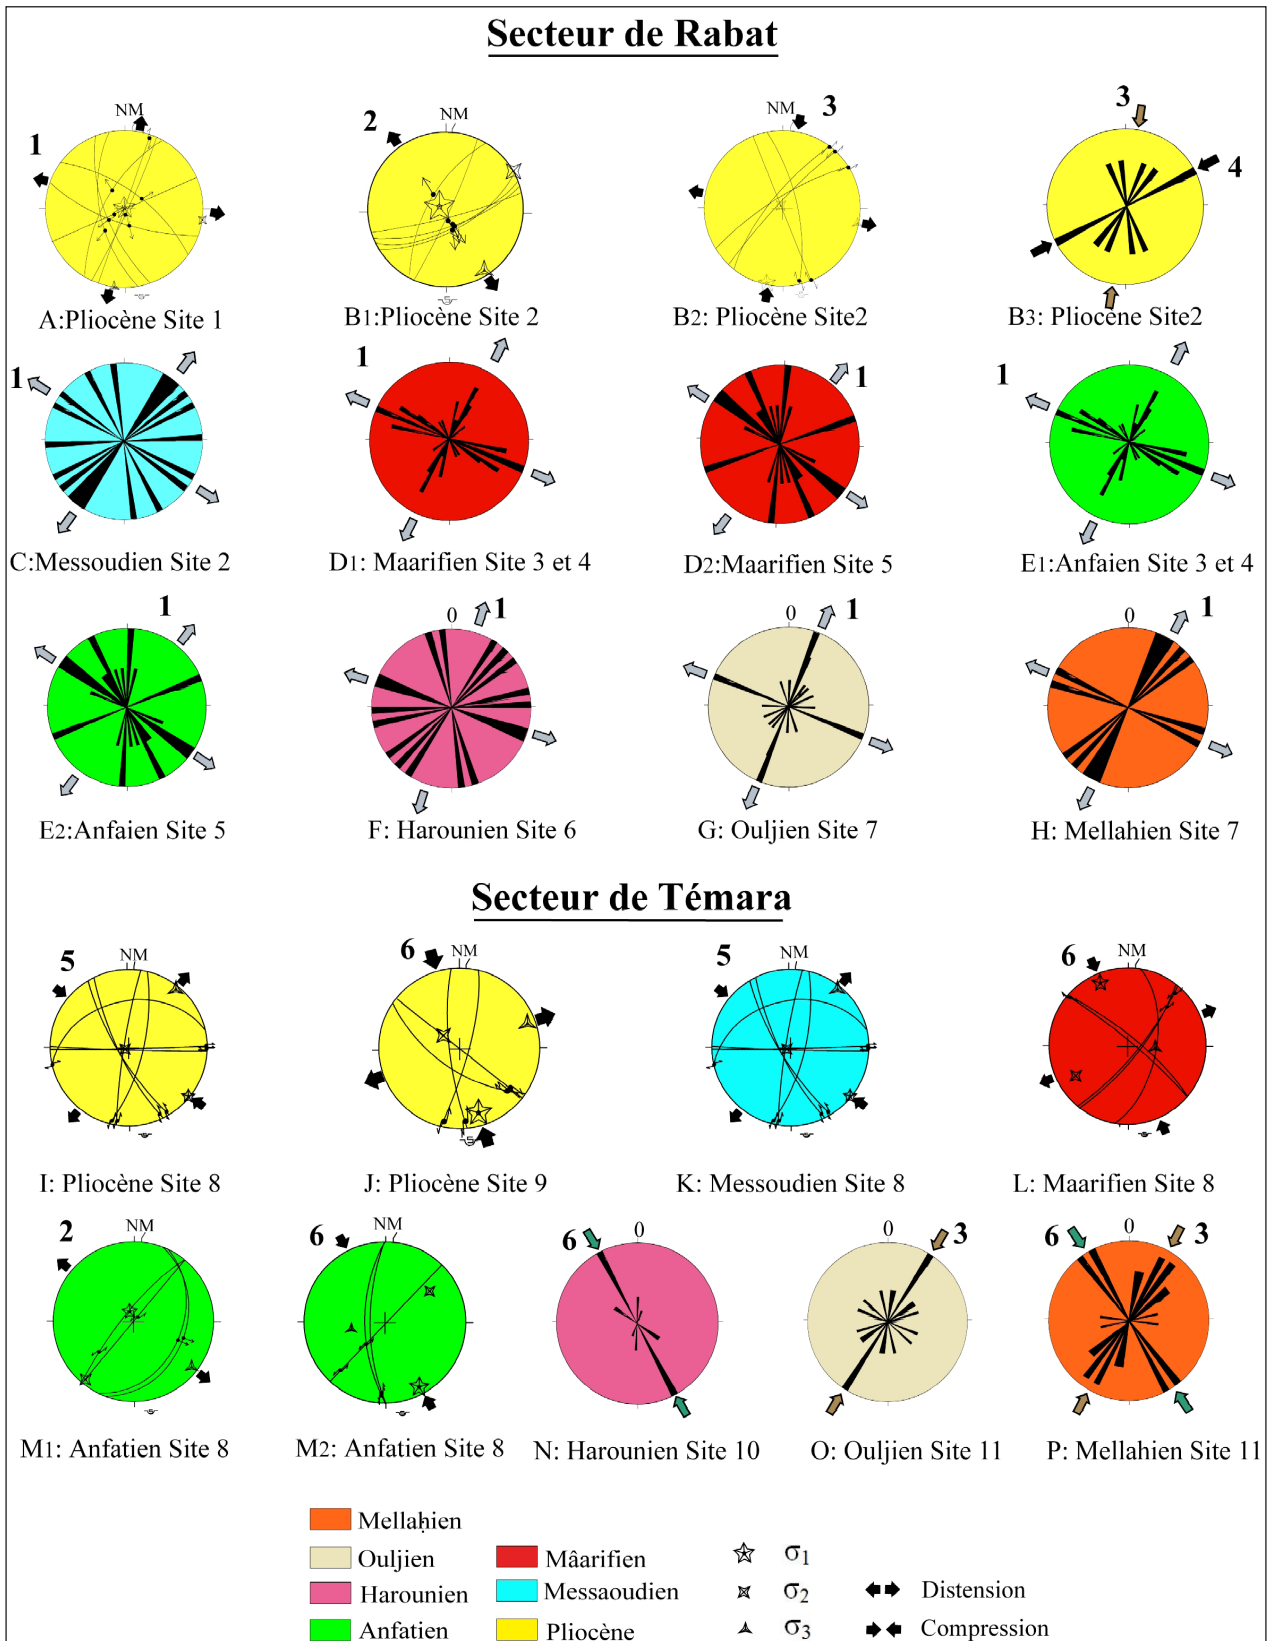 Secteur de Rabat
1 NM
2 NM
NM 3
3
4
A:Pliocène Site 1
B1:Pliocène Site 2
B2: Pliocène Site2
B3: Pliocène Site2
1
1
1
1
C:Messoudien Site 2
D1: Maarifien Site 3 et 4
D2:Maarifien Site 5
E1:Anfaien Site 3 et 4
1
0 1
0 1
0 1
E2:Anfaien Site 5
F: Harounien Site 6
G: Ouljien Site 7
H: Mellahien Site 7
Secteur de Témara
5 NM
6 NM
5 NM
6 NM
I: Pliocène Site 8
J: Pliocène Site 9
K: Messoudien Site 8
L: Maarifien Site 8
2 NM
6 NM
6 0
0 3
6 0 3
M1: Anfatien Site 8
M2: Anfatien Site 8
N: Harounien Site 10
O: Ouljien Site 11
P: Mellahien Site 11
Mellaḥien
Ouljien
Harounien
Anfatien
Mâarifien
Messaoudien
Pliocène
σ1
σ2
σ3
Distension
Compression